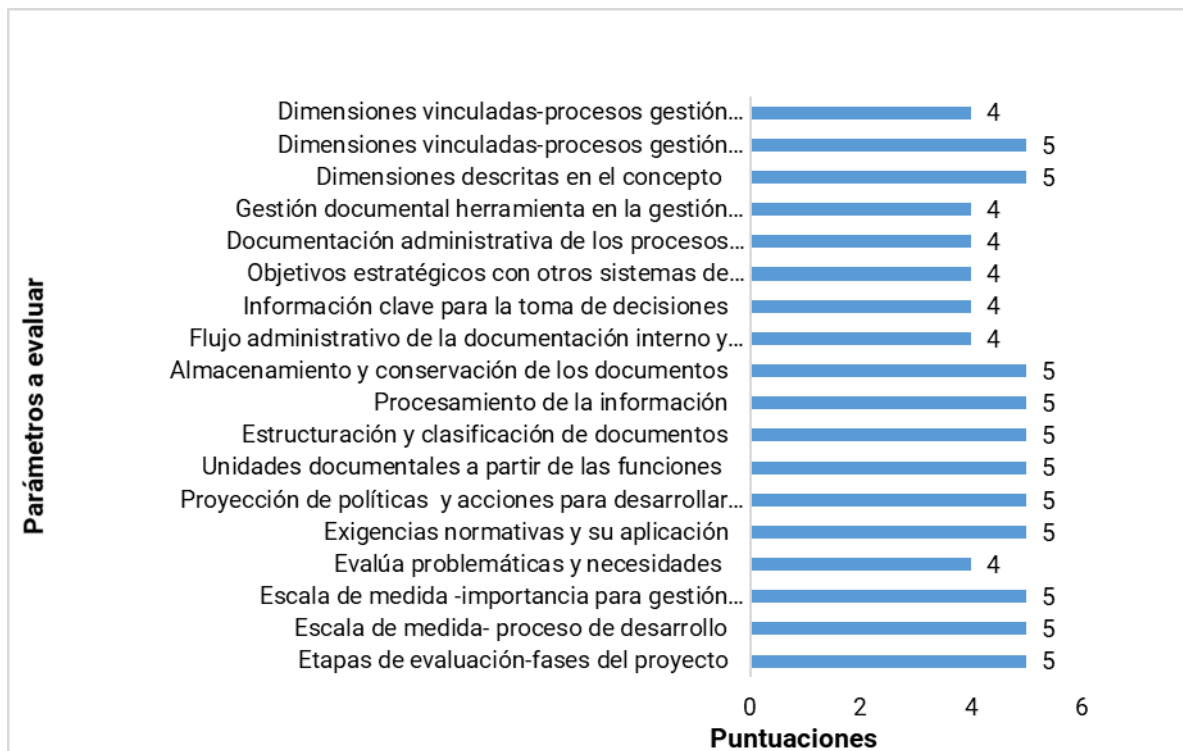 Dimensiones vinculadas-procesos gestión... 4
Dimensiones vinculadas-procesos gestión... 5
Dimensiones descritas en el concepto 5
Gestión documental herramienta en la gestión... 4
Documentación administrativa de los procesos... 4
Objetivos estratégicos con otros sistemas de... 4
Información clave para la toma de decisiones 4
Flujo administrativo de la documentación interno y... 4
Almacenamiento y conservación de los documentos 5
Procesamiento de la información 5
Estructuración y clasificación de documentos 5
Unidades documentales a partir de las funciones 5
Proyección de políticas y acciones para desarrollar... 5
Exigencias normativas y su aplicación 5
Evalúa problemáticas y necesidades 4
Escala de medida -importancia para gestión... 5
Escala de medida- proceso de desarrollo 5
Etapas de evaluación-fases del proyecto 5
Parámetros a evaluar
0 2 4 6
Puntuaciones